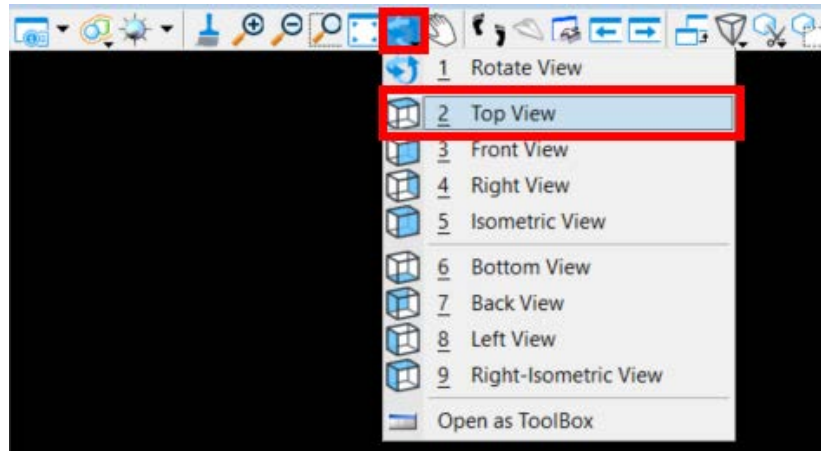 1 Rotate View
2 Top View
3 Front View
4 Right View
5 Isometric View
6 Bottom View
7 Back View
8 Left View
9 Right-Isometric View
Open as ToolBox